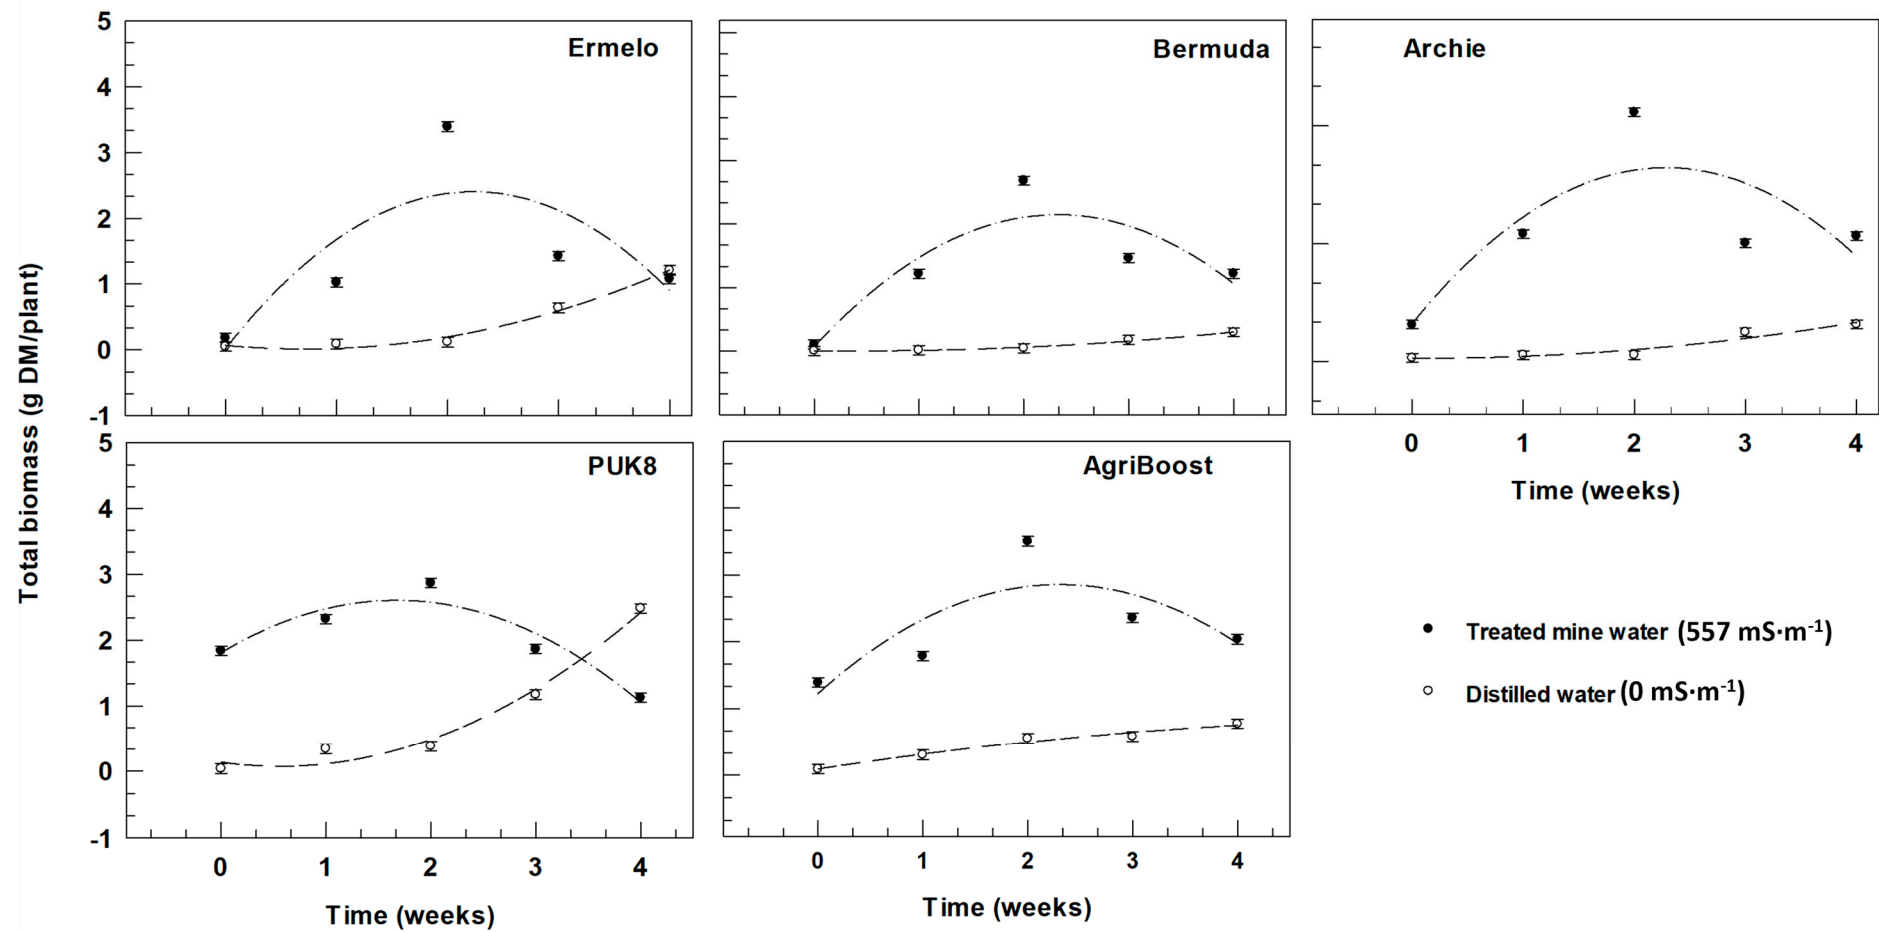 Total biomass (g DM/plant)
5
4
3
2
1
0
-1
Ermelo
Bermuda
Archie
0 1 2 3 4
Time (weeks)
5
4
3
2
1
0
-1
PUK8
0 1 2 3 4
Time (weeks)
AgriBoost
0 1 2 3 4
Time (weeks)
Treated mine water (557 mS·m⁻¹)
Distilled water (0 mS·m⁻¹)